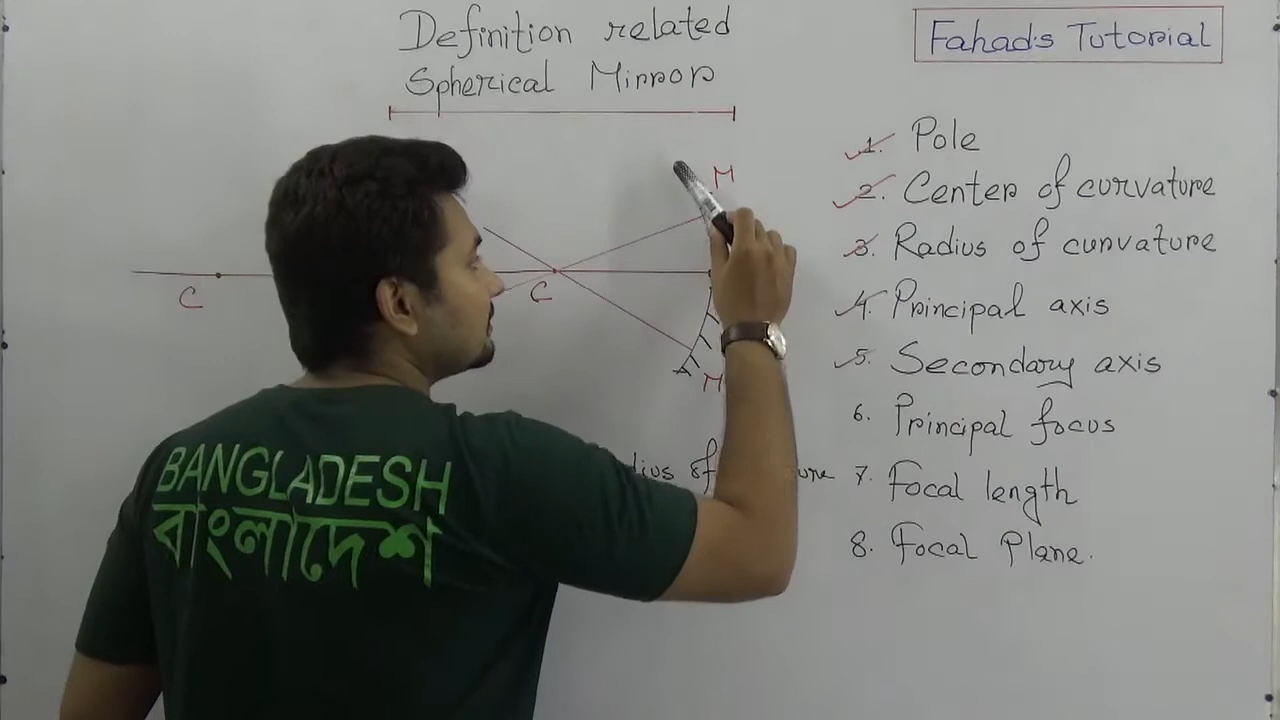 Definition related
Spherical Mirror
Fahad's Tutorial
1. Pole
2. Center of curvature
3. Radius of curvature
4. Principal axis
5. Secondary axis
6. Principal focus
7. Focal length
8. Focal Plane.
M
C
C
M
of
BANGLADESH
বাংলাদেশ